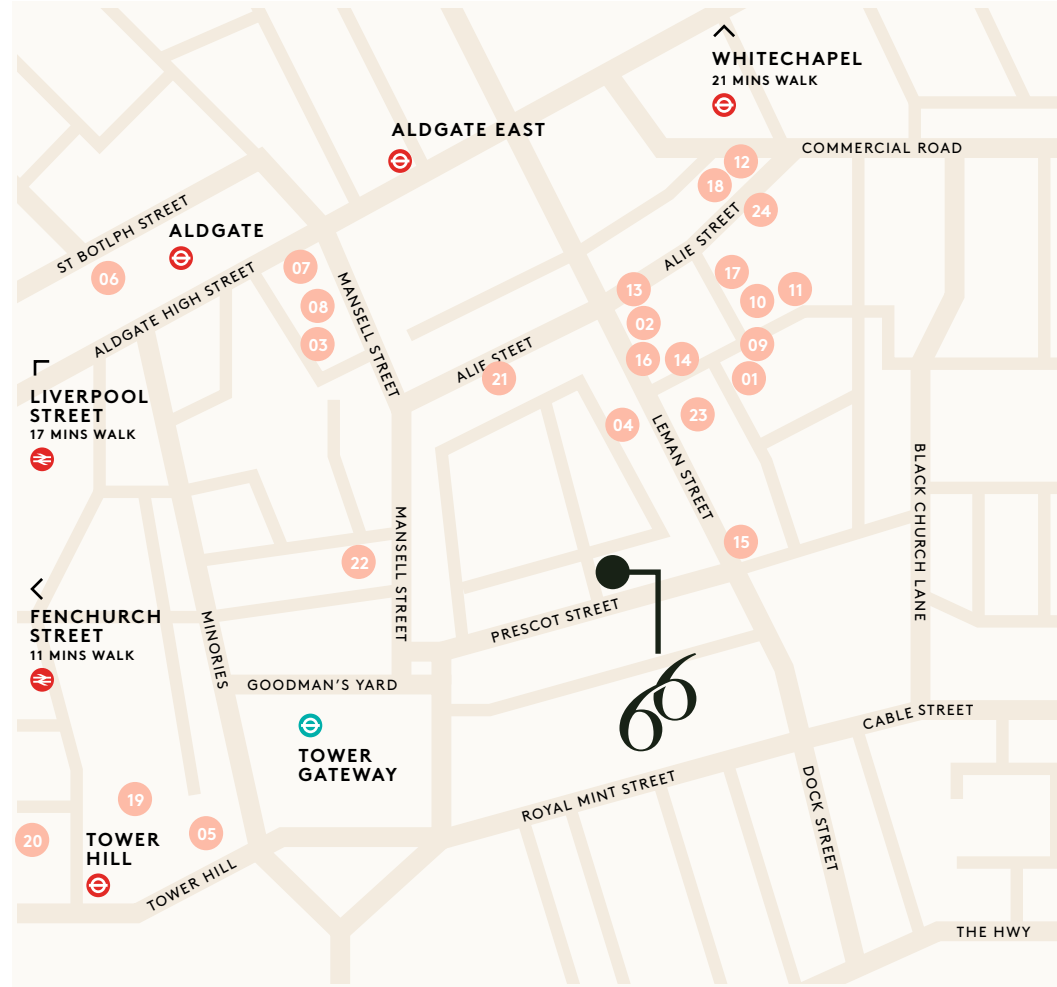 WHITECHAPEL
21 MINS WALK
ALDGATE EAST
COMMERCIAL ROAD
12
18
24
ST BOTLPH STREET
ALDGATE
ALIE STREET
06
07
17
MANSELL STREET
13
11
10
ALDGATE HIGH STREET
08
02
03
09
ALIE STEET
16
14
21
01
LIVERPOOL
STREET
17 MINS WALK
04
23
LEMAN STREET
BLACK CHURCH LANE
MANSELL STREET
15
22
FENCHURCH
STREET
11 MINS WALK
MINORIES
PRESCOT STREET
GOODMAN'S YARD
66
CABLE STREET
TOWER
GATEWAY
ROYAL MINT STREET
DOCK STREET
19
05
20
TOWER
HILL
TOWER HILL
THE HWY